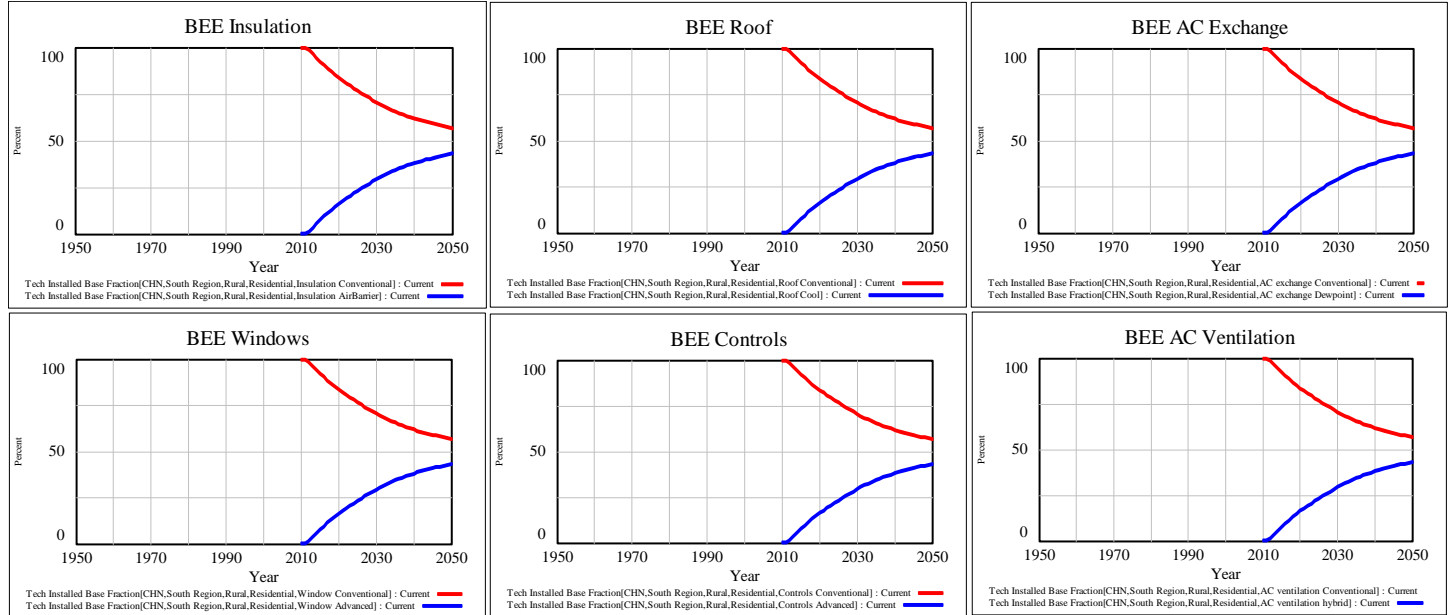 BEE Insulation
100
50
0
Percent
1950 1970 1990 2010 2030 2050
Year
Tech Installed Base Fraction[CHN,South Region,Rural,Residential,Insulation Conventional] : Current
Tech Installed Base Fraction[CHN,South Region,Rural,Residential,Insulation AirBarrier] : Current
BEE Roof
100
50
0
Percent
1950 1970 1990 2010 2030 2050
Year
Tech Installed Base Fraction[CHN,South Region,Rural,Residential,Roof Conventional] : Current
Tech Installed Base Fraction[CHN,South Region,Rural,Residential,Roof Cool] : Current
BEE AC Exchange
100
50
0
Percent
1950 1970 1990 2010 2030 2050
Year
Tech Installed Base Fraction[CHN,South Region,Rural,Residential,AC exchange Conventional] : Current
Tech Installed Base Fraction[CHN,South Region,Rural,Residential,AC exchange Dewpoint] : Current
BEE Windows
100
50
0
Percent
1950 1970 1990 2010 2030 2050
Year
Tech Installed Base Fraction[CHN,South Region,Rural,Residential,Window Conventional] : Current
Tech Installed Base Fraction[CHN,South Region,Rural,Residential,Window Advanced] : Current
BEE Controls
100
50
0
Percent
1950 1970 1990 2010 2030 2050
Year
Tech Installed Base Fraction[CHN,South Region,Rural,Residential,Controls Conventional] : Current
Tech Installed Base Fraction[CHN,South Region,Rural,Residential,Controls Advanced] : Current
BEE AC Ventilation
100
50
0
Percent
1950 1970 1990 2010 2030 2050
Year
Tech Installed Base Fraction[CHN,South Region,Rural,Residential,AC ventilation Conventional] : Current
Tech Installed Base Fraction[CHN,South Region,Rural,Residential,AC ventilation hybrid] : Current